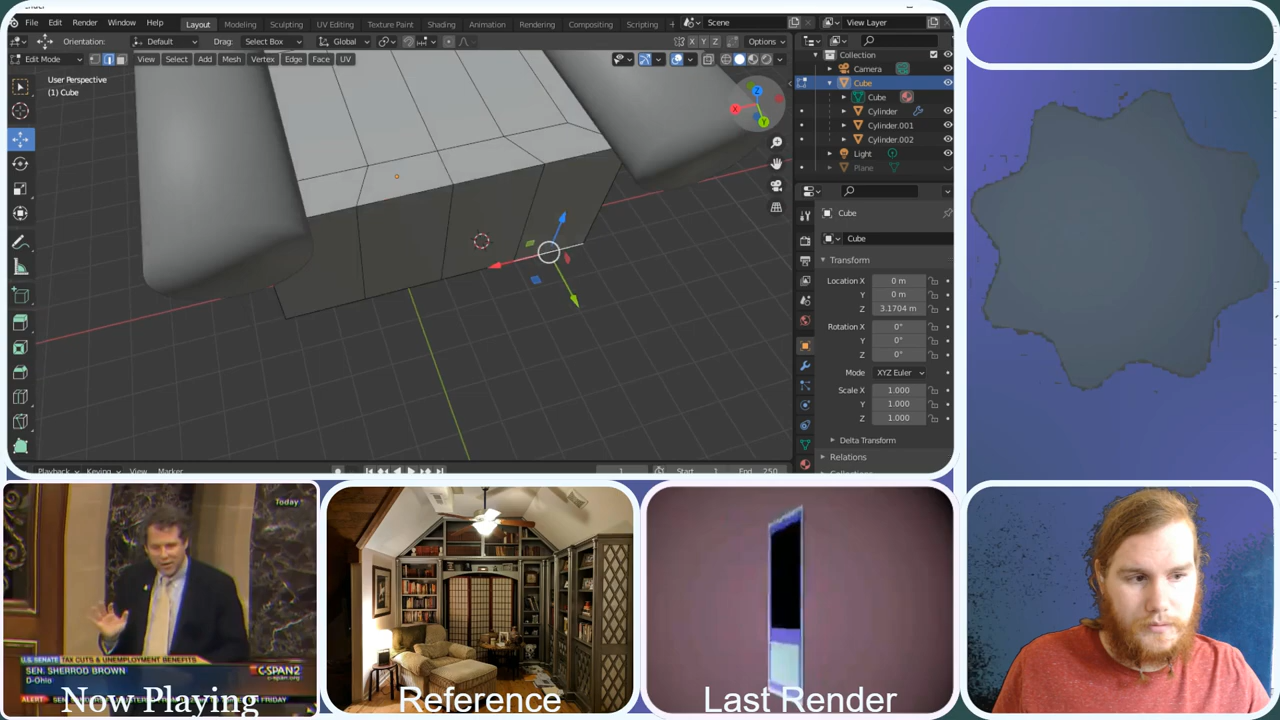 File Edit Render Window Help
Layout Modeling Sculpting UV Editing Texture Paint Shading Animation Rendering Compositing Scripting +
Scene
View Layer
Orientation: Default Drag: Select Box Global
Options
Edit Mode View Select Add Mesh Vertex Edge Face UV
User Perspective
(1) Cube
Z
X
Y
Collection
Camera
Cube
Cube
Cylinder
Cylinder.001
Cylinder.002
Light
Plane
Cube
Cube
Transform
Location X 0 m
Y 0 m
Z 3.1704 m
Rotation X 0°
Y 0°
Z 0°
Mode XYZ Euler
Scale X 1.000
Y 1.000
Z 1.000
Delta Transform
Relations
Playback Keying View Marker
1 Start 1 End 250
Today
U.S. SENATE TAX CUTS & UNEMPLOYMENT BENEFITS
SEN. SHERROD BROWN
D-Ohio
C-SPAN2
c-span.org
ALERT
Now Playing
Reference
Last Render